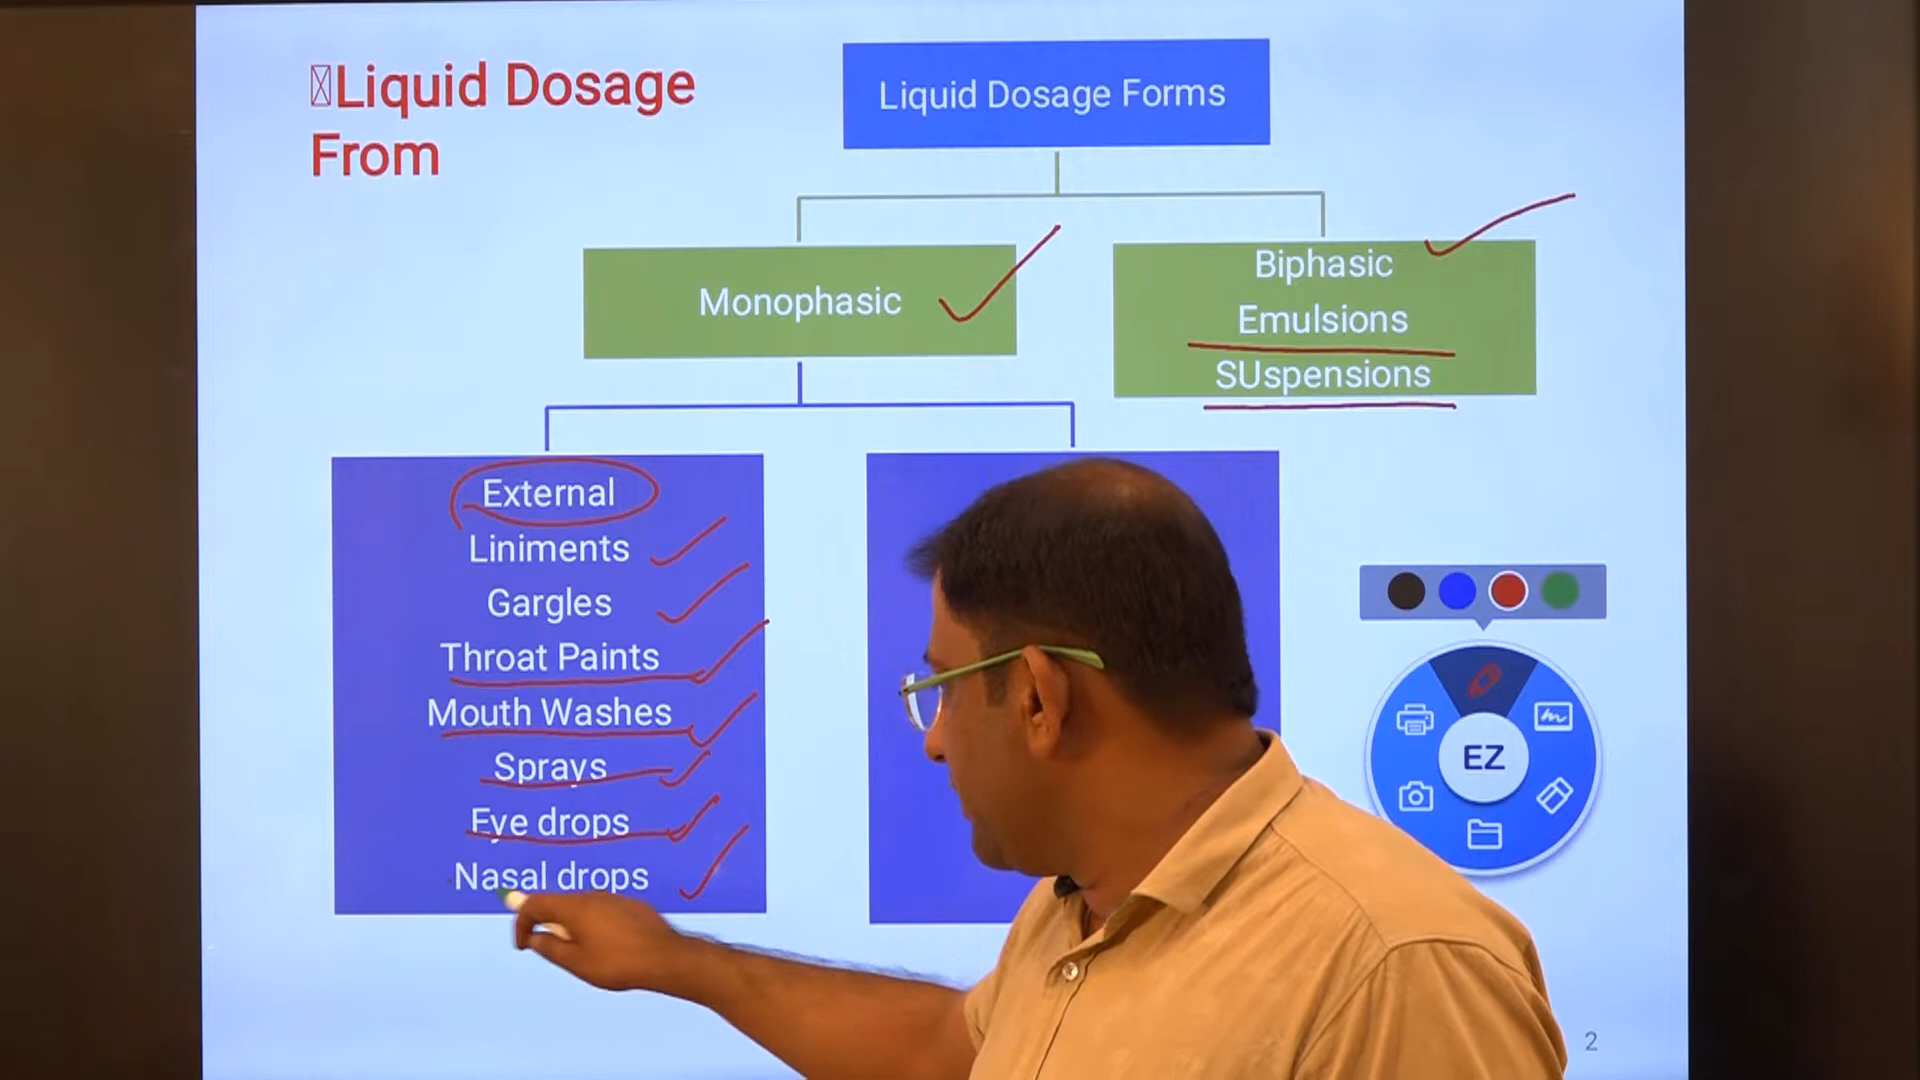 Liquid Dosage
From
Liquid Dosage Forms
Monophasic
Biphasic
Emulsions
SUspensions
External
Liniments
Gargles
Throat Paints
Mouth Washes
Sprays
Eye drops
Nasal drops
EZ
2